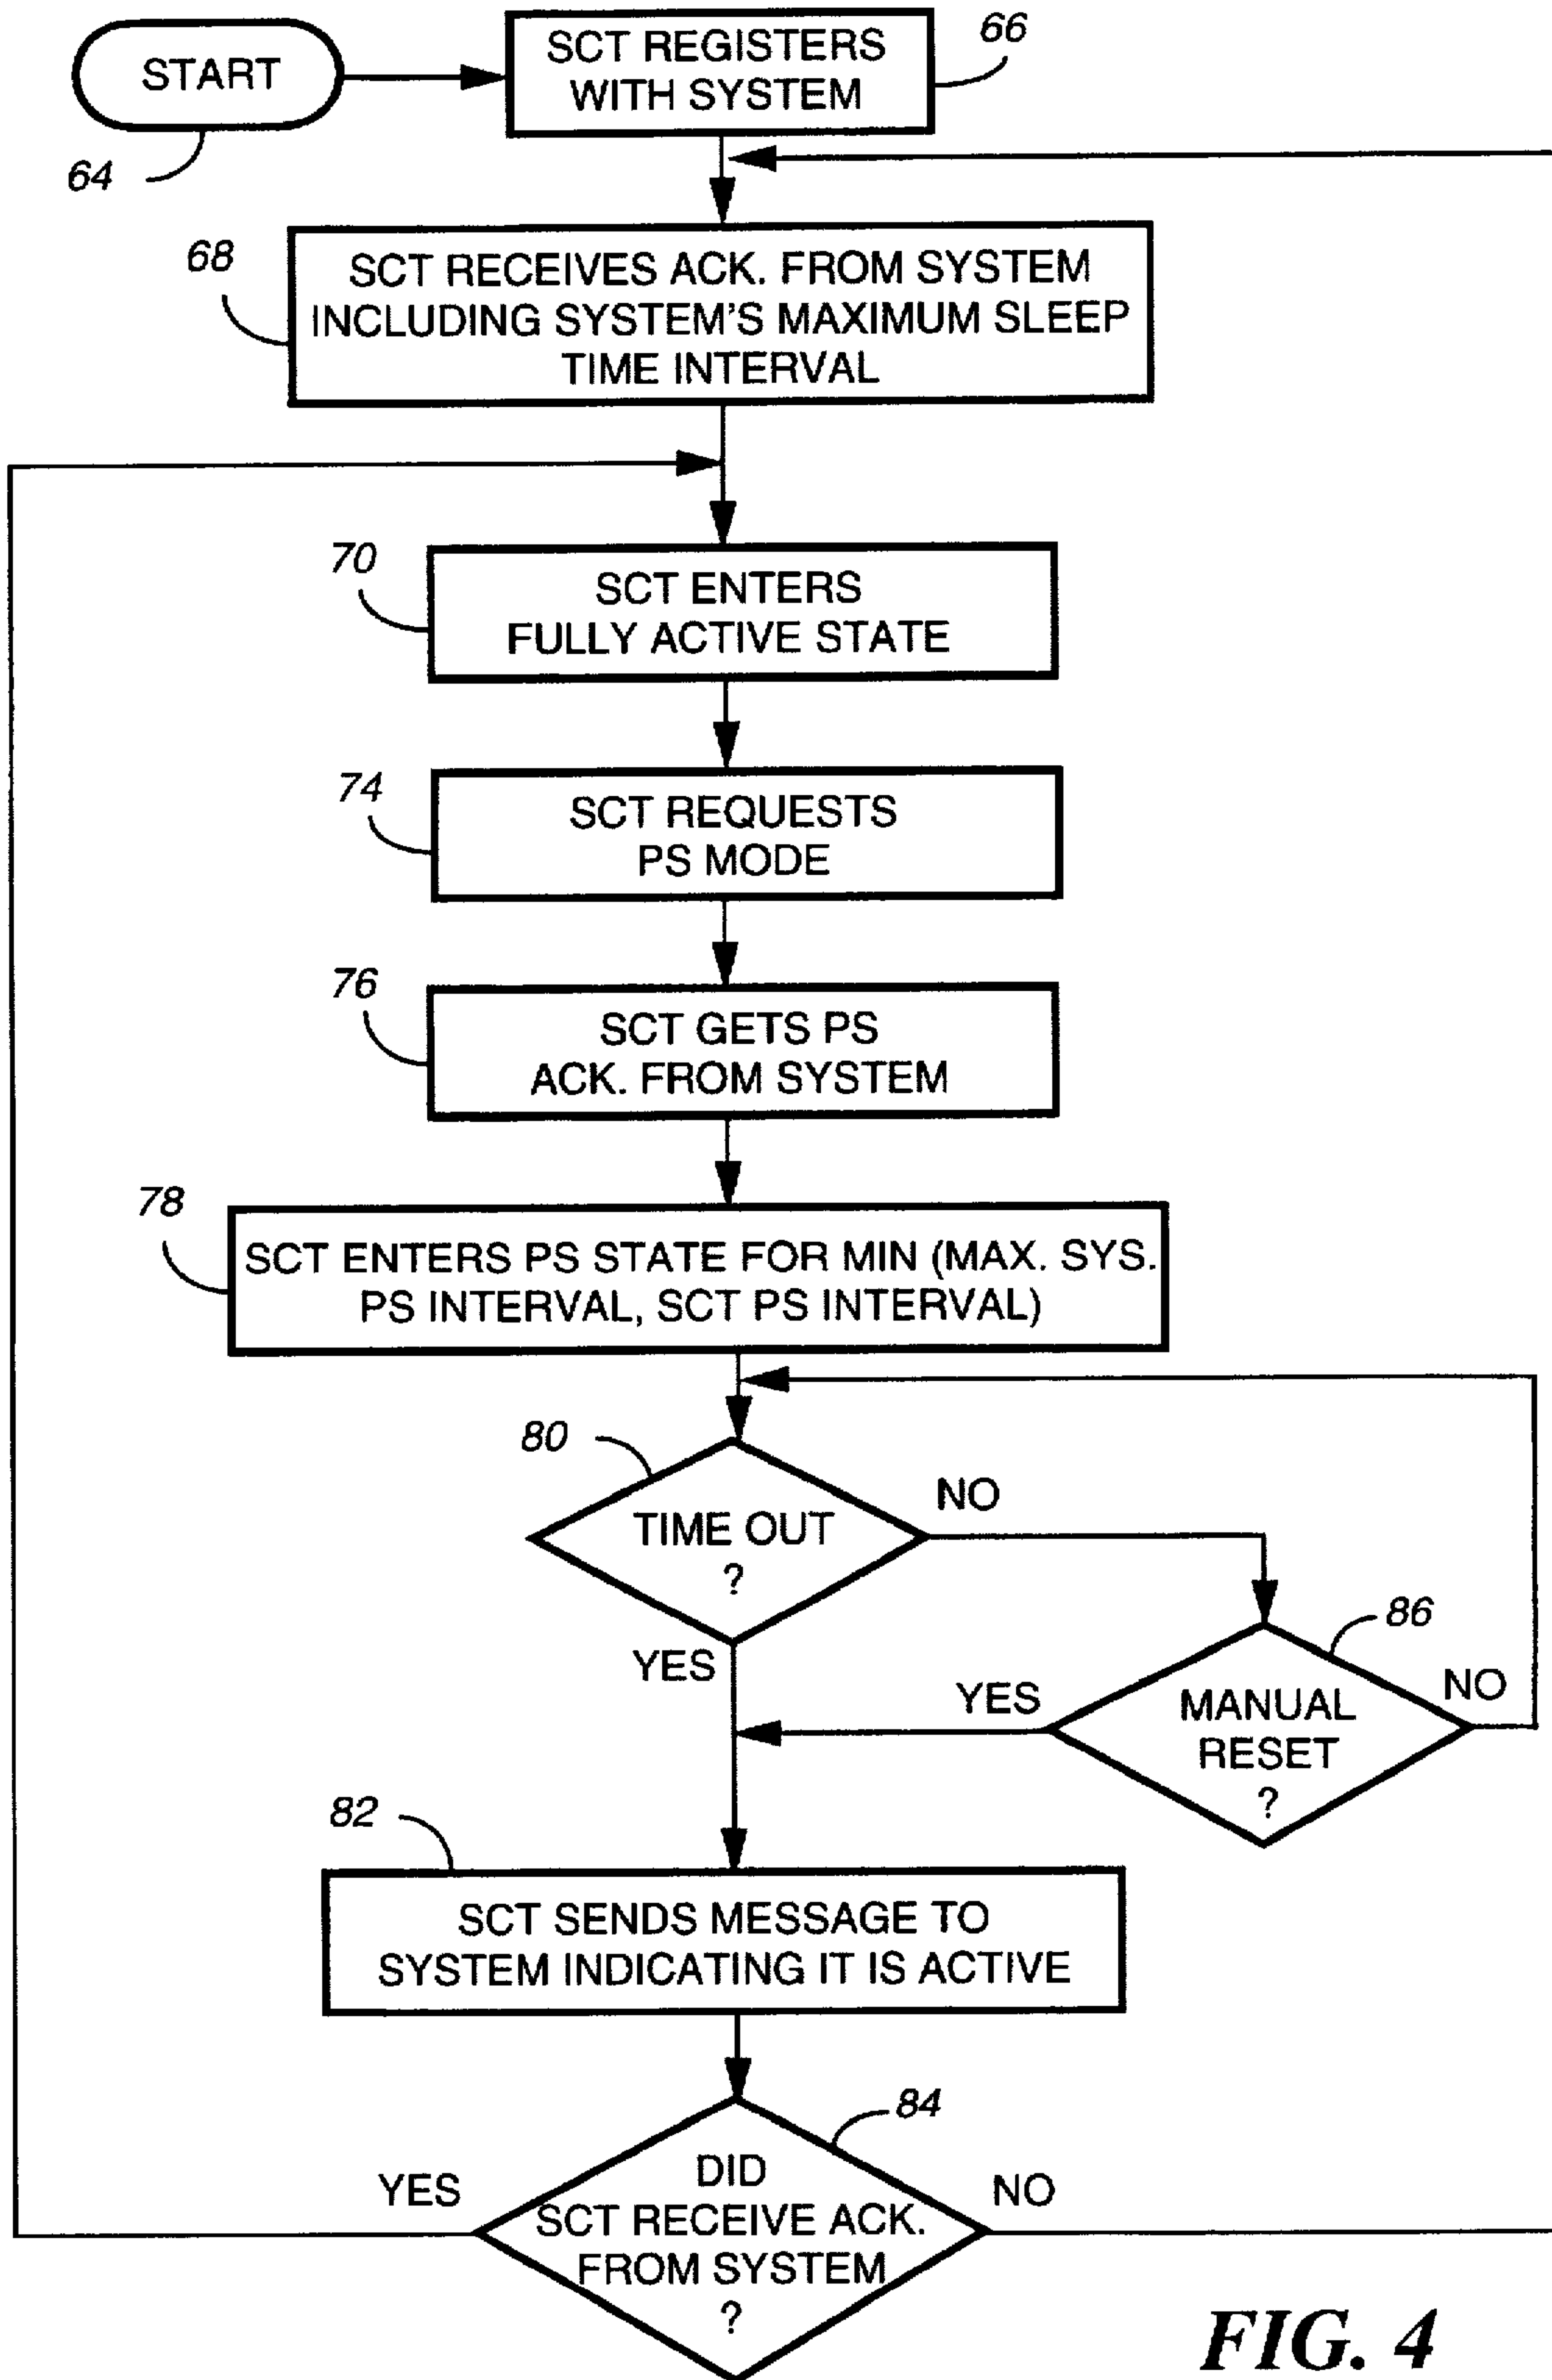 START
64
SCT REGISTERS
WITH SYSTEM
66
68
SCT RECEIVES ACK. FROM SYSTEM
INCLUDING SYSTEM'S MAXIMUM SLEEP
TIME INTERVAL
70
SCT ENTERS
FULLY ACTIVE STATE
74
SCT REQUESTS
PS MODE
76
SCT GETS PS
ACK. FROM SYSTEM
78
SCT ENTERS PS STATE FOR MIN (MAX. SYS.
PS INTERVAL, SCT PS INTERVAL)
80
TIME OUT
?
NO
YES
86
MANUAL
RESET
?
YES
NO
82
SCT SENDS MESSAGE TO
SYSTEM INDICATING IT IS ACTIVE
84
DID
SCT RECEIVE ACK.
FROM SYSTEM
?
YES
NO
FIG. 4